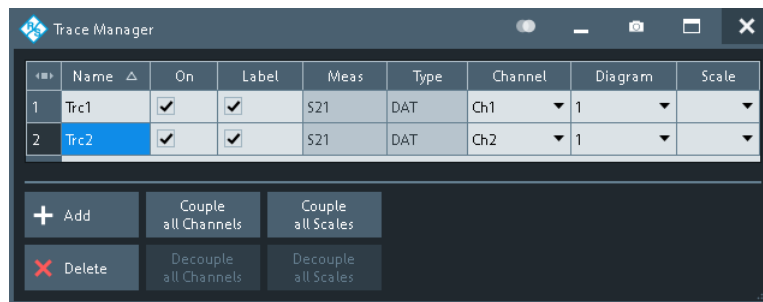 Trace Manager
Name On Label Meas Type Channel Diagram Scale
1 Trc1 S21 DAT Ch1 1
2 Trc2 S21 DAT Ch2 1
Add
Couple
all Channels
Couple
all Scales
Delete
Decouple
all Channels
Decouple
all Scales